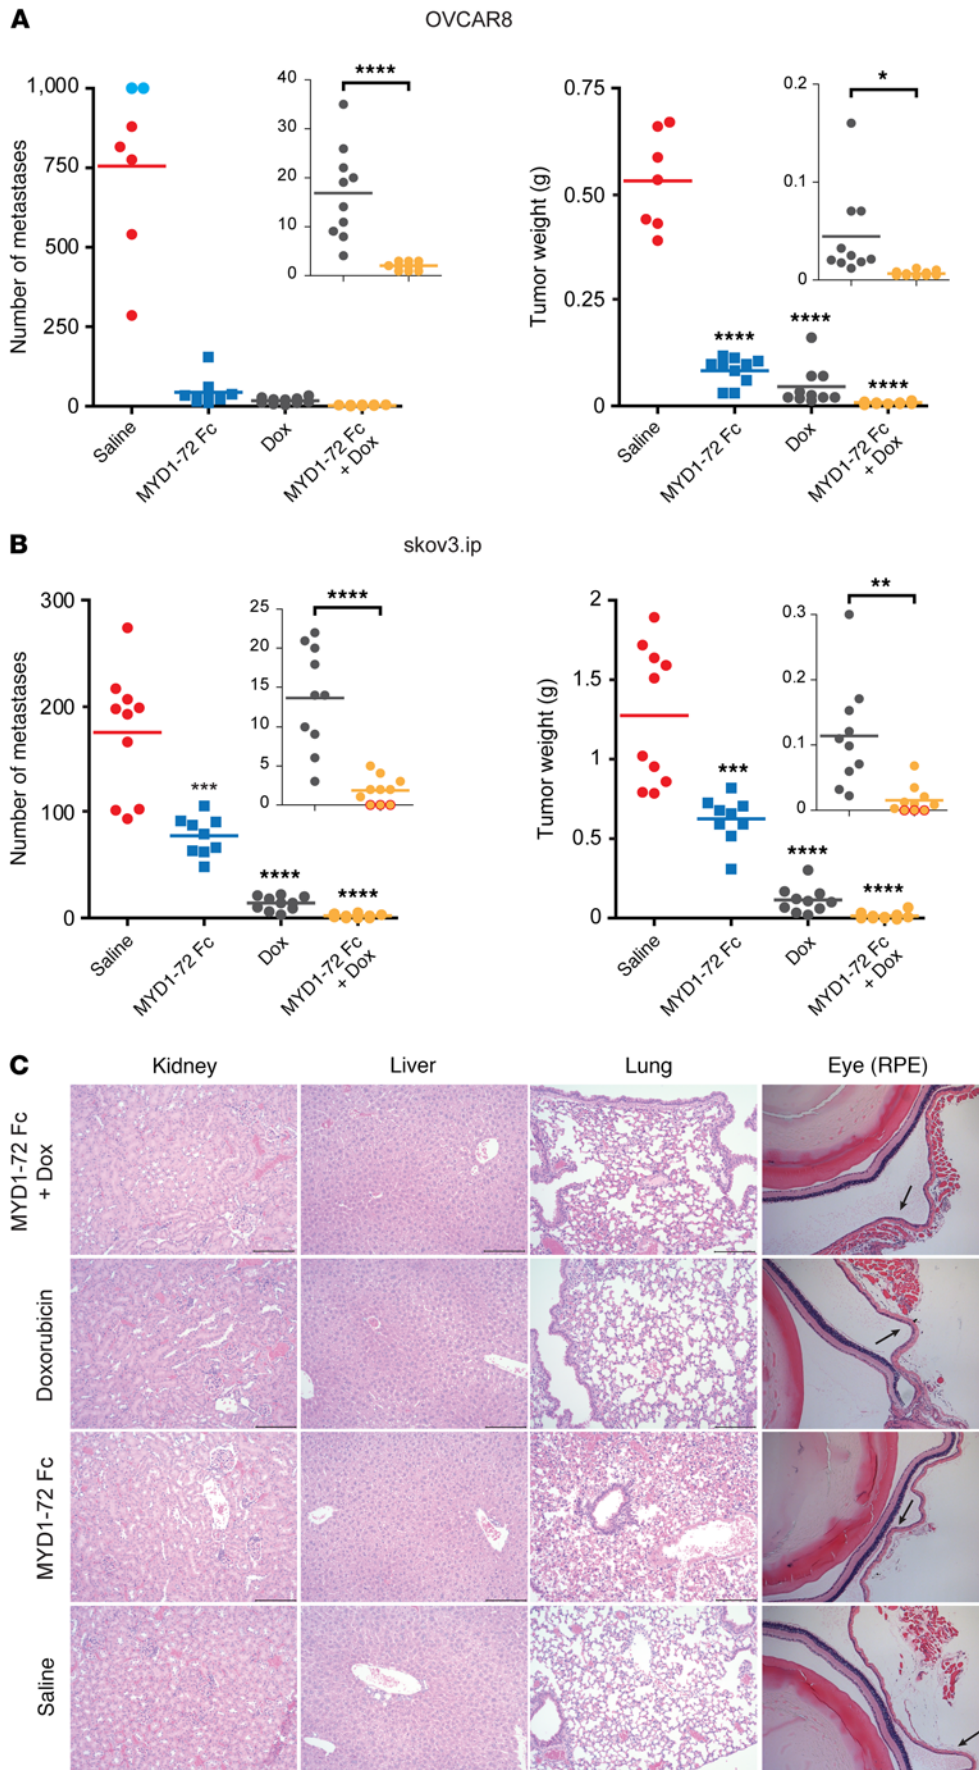 A
OVCAR8
Number of metastases
1,000
750
500
250
0
40
30
20
10
0
****
Saline
MYD1-72 Fc
Dox
MYD1-72 Fc
+ Dox
Tumor weight (g)
0.75
0.50
0.25
0
0.2
0.1
0
*
****
****
****
Saline
MYD1-72 Fc
Dox
MYD1-72 Fc
+ Dox
B
skov3.ip
Number of metastases
300
200
100
0
25
20
15
10
5
0
****
***
****
****
Saline
MYD1-72 Fc
Dox
MYD1-72 Fc
+ Dox
Tumor weight (g)
2
1.5
1
0.5
0
0.3
0.2
0.1
0
**
***
****
****
Saline
MYD1-72 Fc
Dox
MYD1-72 Fc
+ Dox
C
Kidney
Liver
Lung
Eye (RPE)
MYD1-72 Fc
+ Dox
Doxorubicin
MYD1-72 Fc
Saline